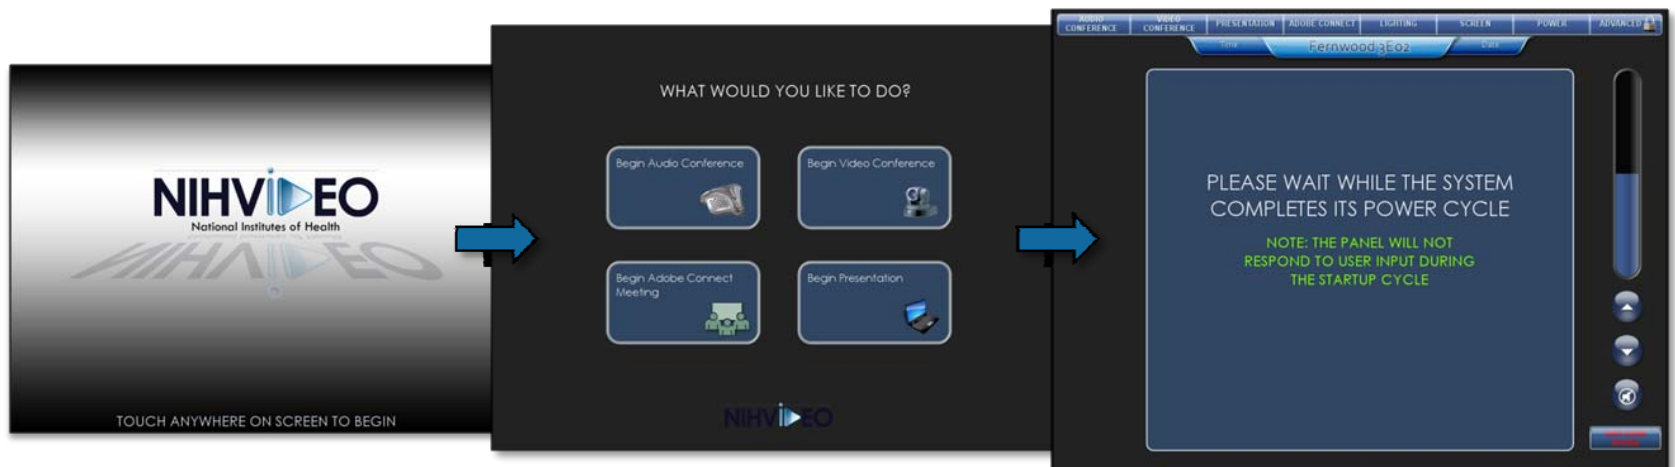 NIHVIDEO
National Institutes of Health
TOUCH ANYWHERE ON SCREEN TO BEGIN
WHAT WOULD YOU LIKE TO DO?
Begin Audio Conference
Begin Video Conference
Begin Adobe Connect
Meeting
Begin Presentation
NIHVIDEO
AUDIO
CONFERENCE
VIDEO
CONFERENCE
PRESENTATION
ADOBE CONNECT
LIGHTING
SCREEN
POWER
ADVANCED
Time
Fernwood 3E02
Date
PLEASE WAIT WHILE THE SYSTEM
COMPLETES ITS POWER CYCLE
NOTE: THE PANEL WILL NOT
RESPOND TO USER INPUT DURING
THE STARTUP CYCLE